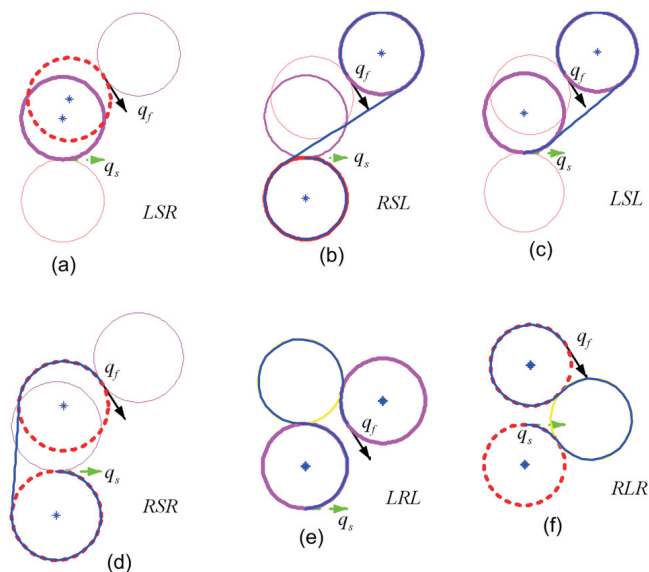 q_f
q_s
LSR
(a)
q_f
q_s
RSL
(b)
q_f
q_s
LSL
(c)
q_f
q_s
RSR
(d)
q_f
q_s
LRL
(e)
q_f
q_s
RLR
(f)